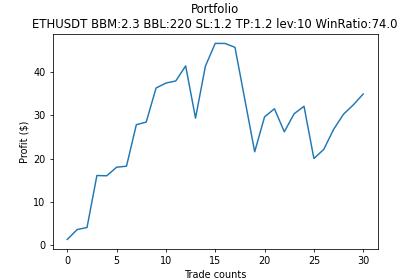 Portfolio
ETHUSDT BBM:2.3 BBL:220 SL:1.2 TP:1.2 lev:10 WinRatio:74.0
40
30
20
10
0
Profit ($)
0 5 10 15 20 25 30
Trade counts